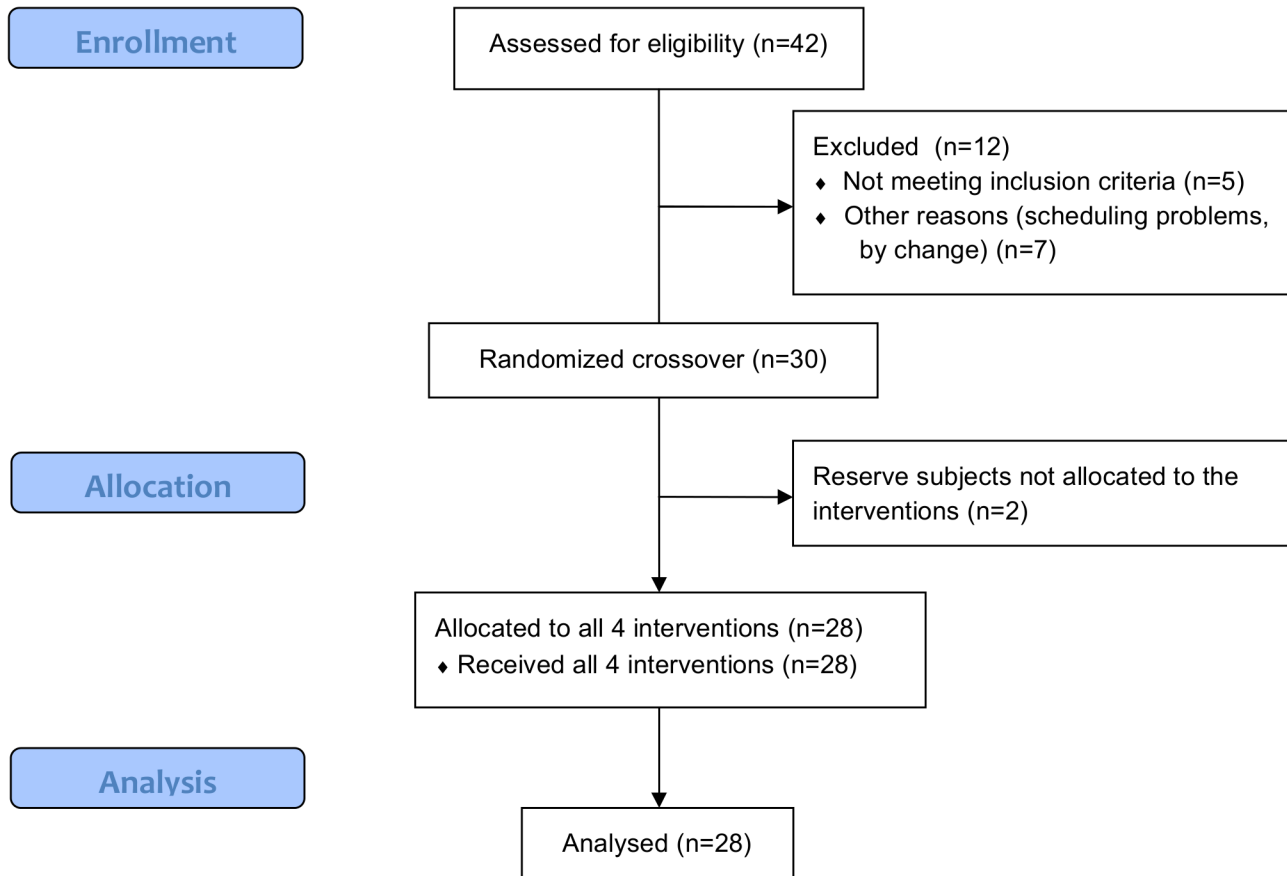 Enrollment
Assessed for eligibility (n=42)
Excluded  (n=12)
♦ Not meeting inclusion criteria (n=5)
♦ Other reasons (scheduling problems,
by change) (n=7)
Randomized crossover (n=30)
Allocation
Reserve subjects not allocated to the
interventions (n=2)
Allocated to all 4 interventions (n=28)
♦ Received all 4 interventions (n=28)
Analysis
Analysed (n=28)